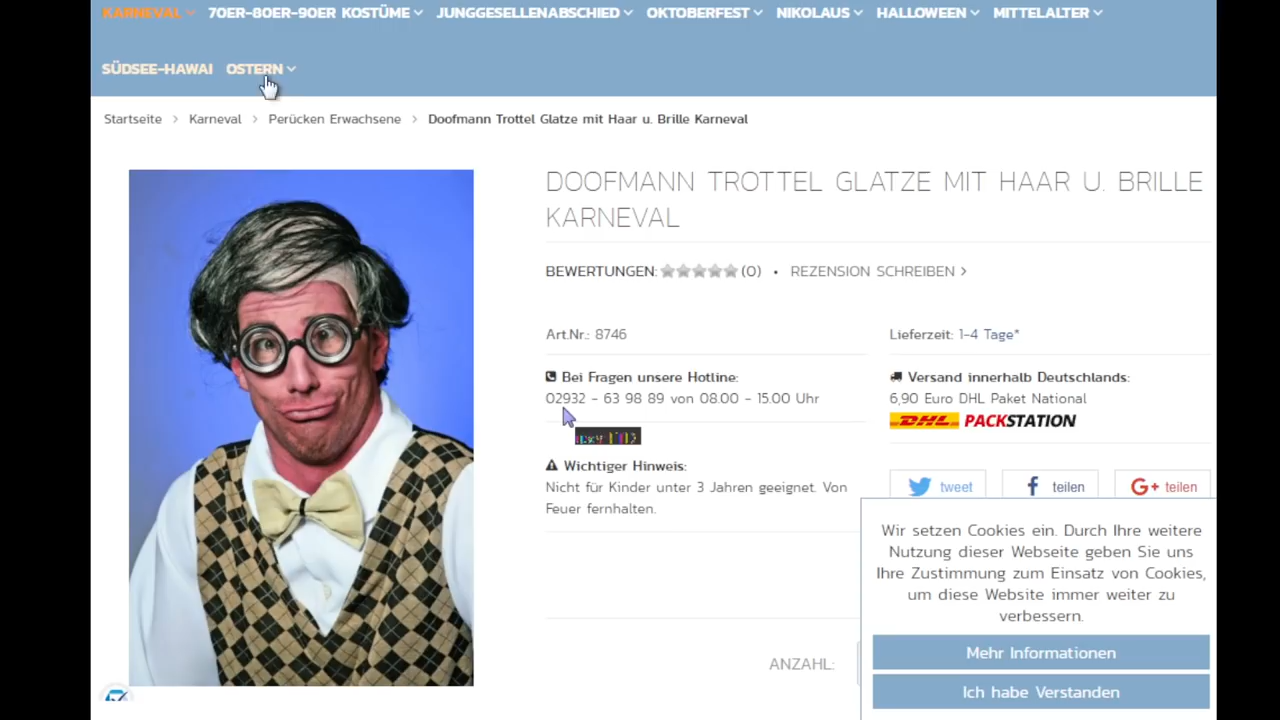 KARNEVAL 70ER-80ER-90ER KOSTÜME JUNGGESELLENABSCHIED OKTOBERFEST NIKOLAUS HALLOWEEN MITTELALTER
SÜDSEE-HAWAI OSTERN
Startseite > Karneval > Perücken Erwachsene > Doofmann Trottel Glatze mit Haar u. Brille Karneval
DOOFMANN TROTTEL GLATZE MIT HAAR U. BRILLE
KARNEVAL
BEWERTUNGEN: (0) • REZENSION SCHREIBEN >
Art.Nr.: 8746
Lieferzeit: 1-4 Tage*
Bei Fragen unsere Hotline:
02932 - 63 98 89 von 08.00 - 15.00 Uhr
Versand innerhalb Deutschlands:
6,90 Euro DHL Paket National
DHL PACKSTATION
Wichtiger Hinweis:
Nicht für Kinder unter 3 Jahren geeignet. Von
Feuer fernhalten.
tweet teilen G+ teilen
Wir setzen Cookies ein. Durch Ihre weitere
Nutzung dieser Webseite geben Sie uns
Ihre Zustimmung zum Einsatz von Cookies,
um diese Website immer weiter zu
verbessern.
Mehr Informationen
Ich habe Verstanden
ANZAHL: